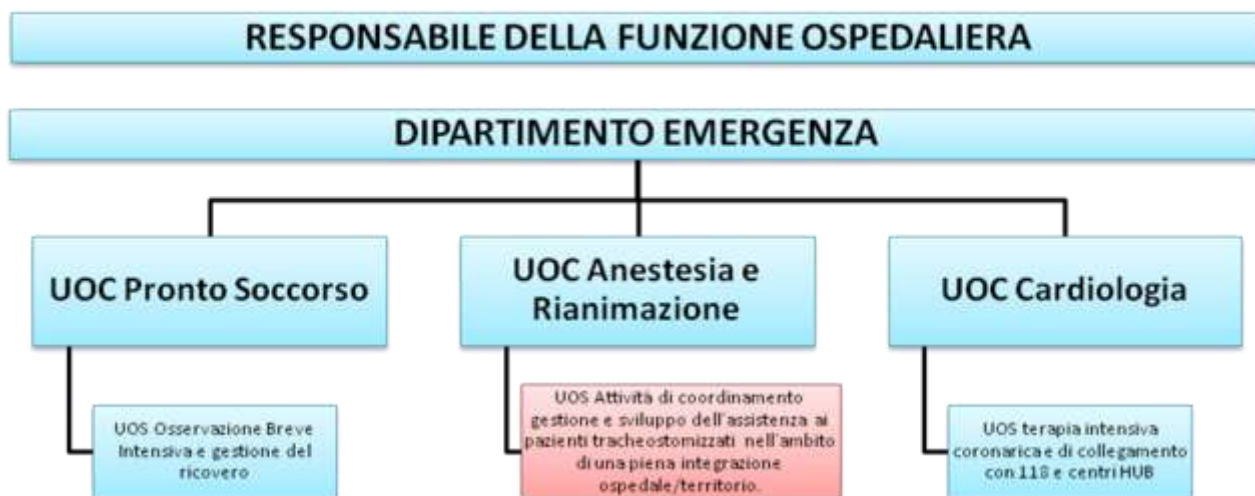 RESPONSABILE DELLA FUNZIONE OSPEDALIERA
DIPARTIMENTO EMERGENZA
UOC Pronto Soccorso
UOC Anestesia e
Rianimazione
UOC Cardiologia
UOS Osservazione Breve
Intensiva e gestione del
ricovero
UOS Attività di coordinamento
gestione e sviluppo dell'assistenza ai
pazienti tracheostomizzati nell'ambito
di una piena integrazione
ospedale/territorio.
UOS terapia intensiva
coronarica e di collegamento
con 118 e centri HUB